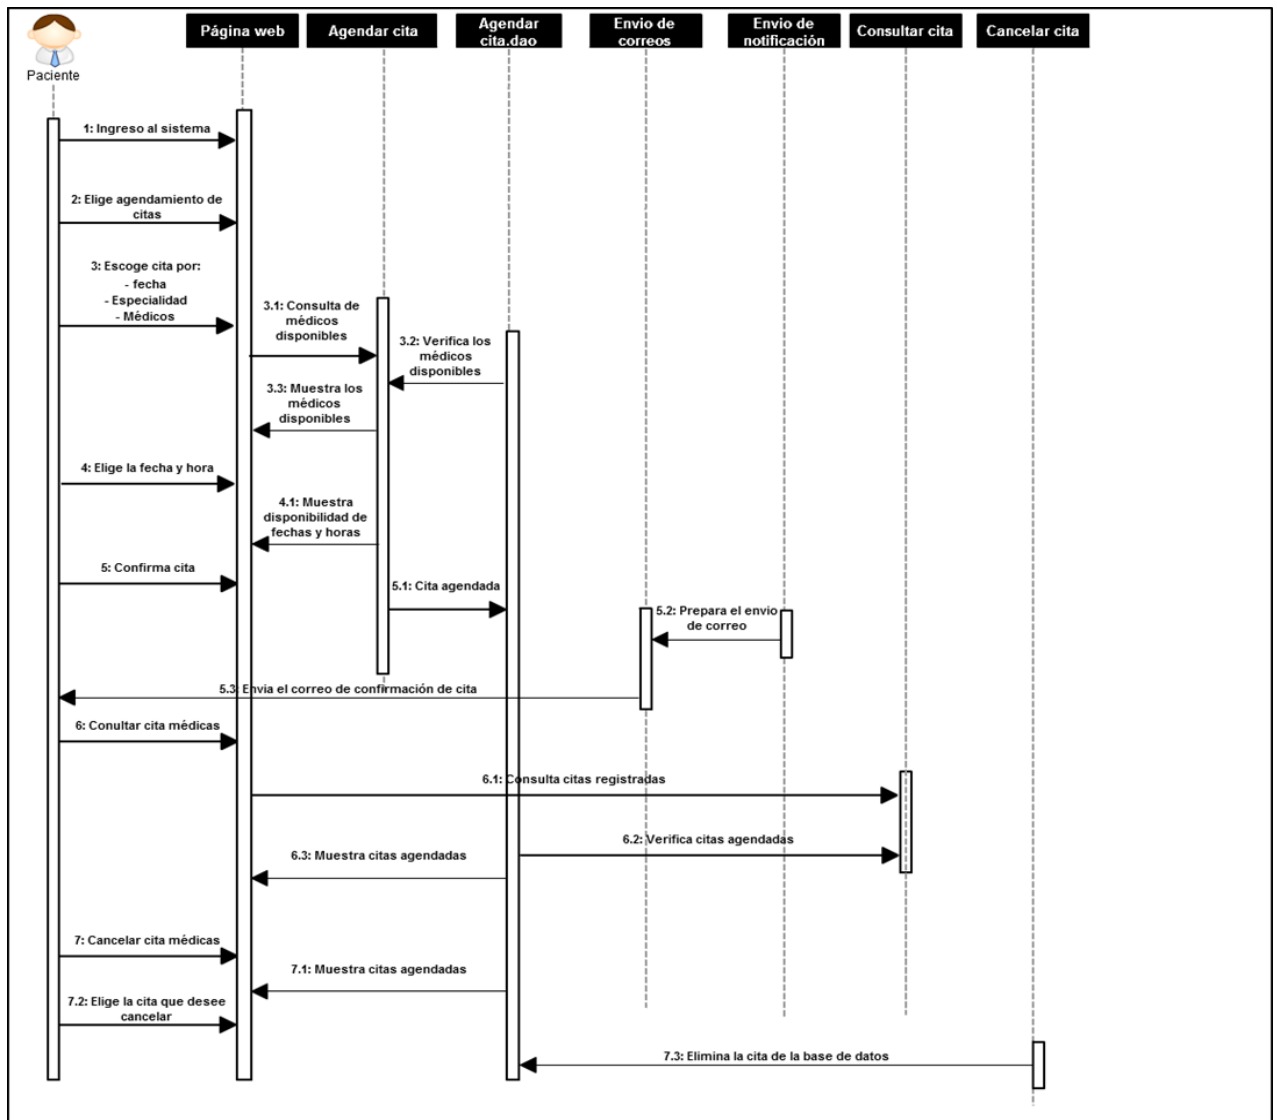 Paciente
Página web
Agendar cita
Agendar
cita.dao
Envio de
correos
Envio de
notificación
Consultar cita
Cancelar cita
1: Ingreso al sistema
2: Elige agendamiento de
citas
3: Escoge cita por:
- fecha
- Especialidad
- Médicos
3.1: Consulta de
médicos
disponibles
3.2: Verifica los
médicos
disponibles
3.3: Muestra los
médicos
disponibles
4: Elige la fecha y hora
4.1: Muestra
disponibilidad de
fechas y horas
5: Confirma cita
5.1: Cita agendada
5.2: Prepara el envio
de correo
5.3: Envia el correo de confirmación de cita
6: Conultar cita médicas
6.1: Consulta citas registradas
6.2: Verifica citas agendadas
6.3: Muestra citas agendadas
7: Cancelar cita médicas
7.1: Muestra citas agendadas
7.2: Elige la cita que desee
cancelar
7.3: Elimina la cita de la base de datos